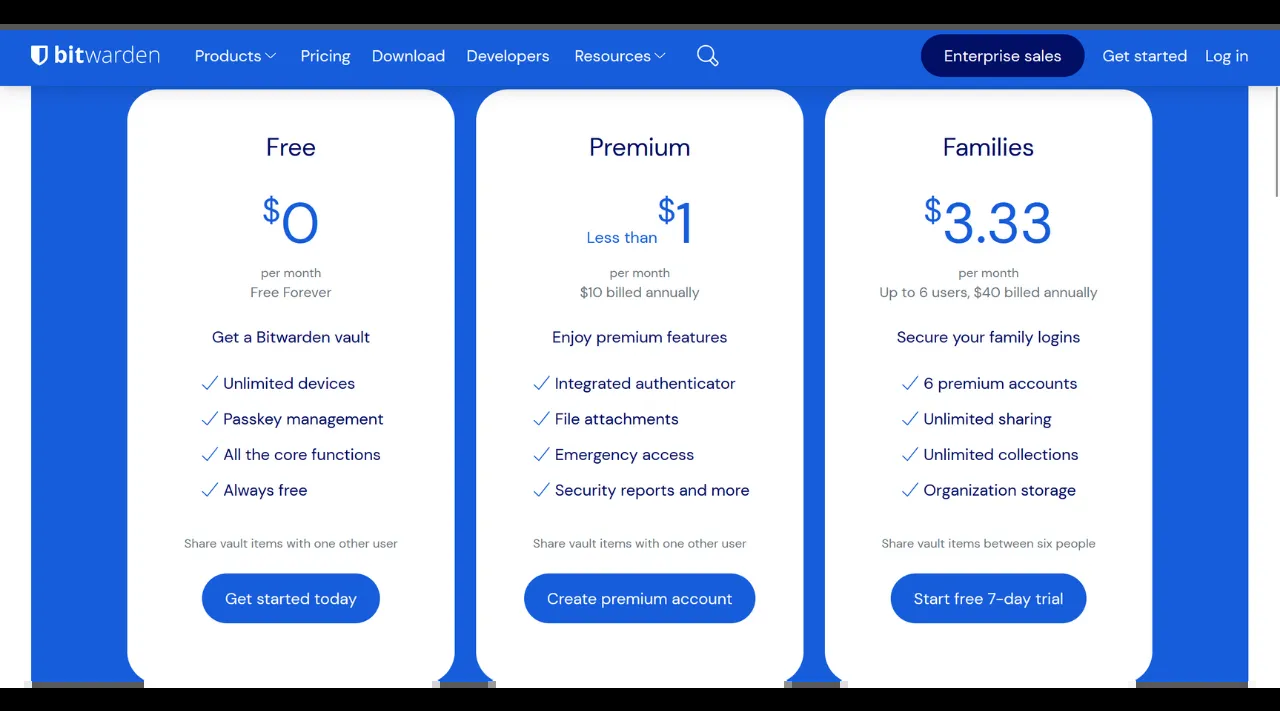 bitwarden Products Pricing Download Developers Resources Enterprise sales Get started Log in
Free
$0
per month
Free Forever
Get a Bitwarden vault
Unlimited devices
Passkey management
All the core functions
Always free
Share vault items with one other user
Get started today
Premium
Less than $1
per month
$10 billed annually
Enjoy premium features
Integrated authenticator
File attachments
Emergency access
Security reports and more
Share vault items with one other user
Create premium account
Families
$3.33
per month
Up to 6 users, $40 billed annually
Secure your family logins
6 premium accounts
Unlimited sharing
Unlimited collections
Organization storage
Share vault items between six people
Start free 7-day trial